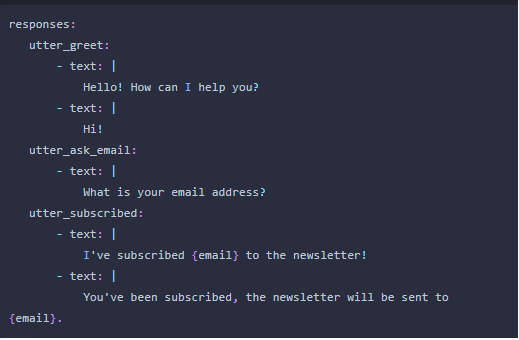 responses:
    utter_greet:
        - text: |
            Hello! How can I help you?
        - text: |
            Hi!
    utter_ask_email:
        - text: |
            What is your email address?
    utter_subscribed:
        - text: |
            I've subscribed {email} to the newsletter!
        - text: |
            You've been subscribed, the newsletter will be sent to
{email}.